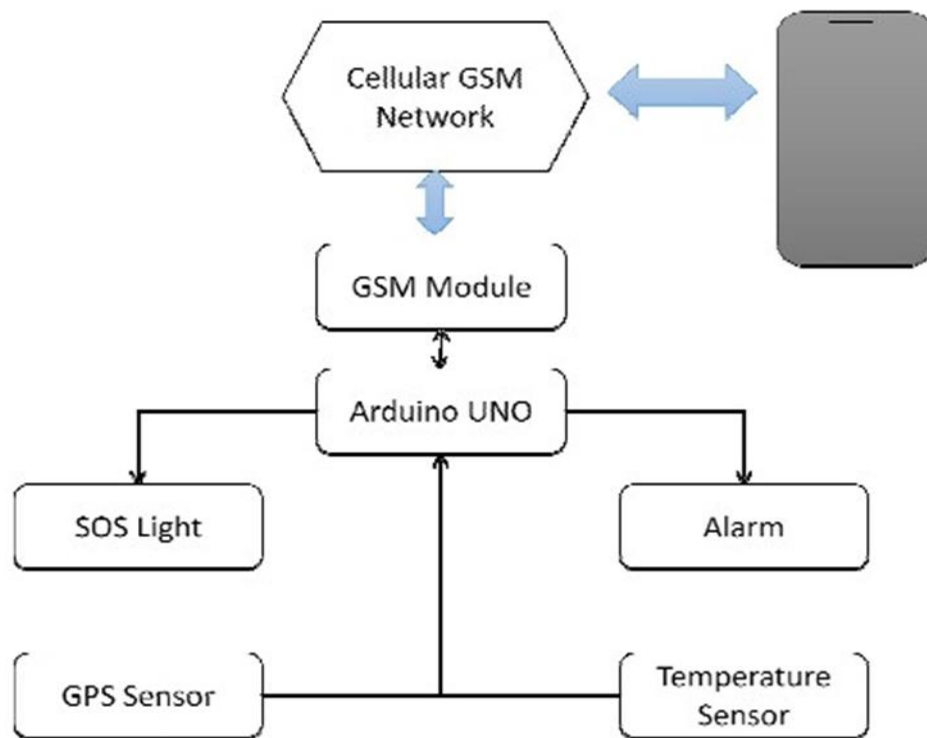 Cellular GSM
Network
GSM Module
Arduino UNO
SOS Light
Alarm
GPS Sensor
Temperature
Sensor